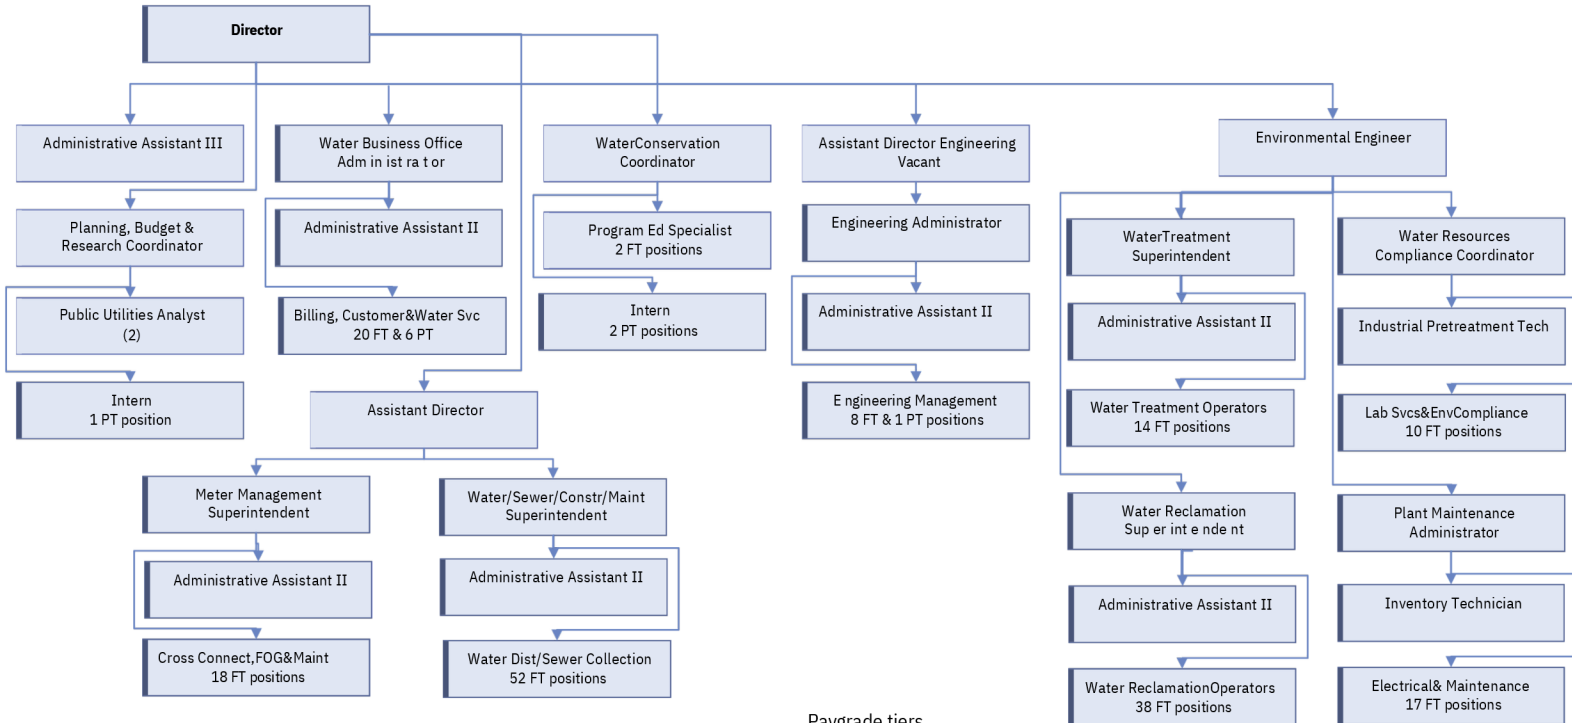 Director
Administrative Assistant III
Water Business Office
Adm in ist ra t or
WaterConservation
Coordinator
Assistant Director Engineering
Vacant
Environmental Engineer
Planning, Budget &
Research Coordinator
Administrative Assistant II
Program Ed Specialist
2 FT positions
Engineering Administrator
WaterTreatment
Superintendent
Water Resources
Compliance Coordinator
Public Utilities Analyst
(2)
Billing, Customer&Water Svc
20 FT & 6 PT
Intern
2 PT positions
Administrative Assistant II
Administrative Assistant II
Industrial Pretreatment Tech
Intern
1 PT position
Assistant Director
E ngineering Management
8 FT & 1 PT positions
Water Treatment Operators
14 FT positions
Lab Svcs&EnvCompliance
10 FT positions
Meter Management
Superintendent
Water/Sewer/Constr/Maint
Superintendent
Water Reclamation
Sup er int e nde nt
Plant Maintenance
Administrator
Administrative Assistant II
Administrative Assistant II
Administrative Assistant II
Inventory Technician
Cross Connect,FOG&Maint
18 FT positions
Water Dist/Sewer Collection
52 FT positions
Water ReclamationOperators
38 FT positions
Electrical& Maintenance
17 FT positions
Paygrade tiers